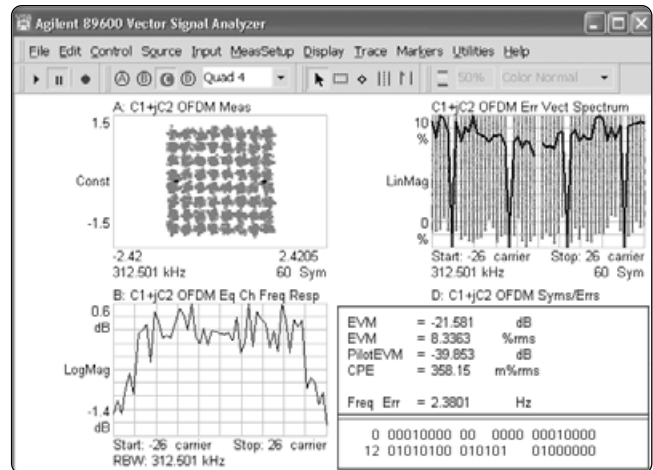 Agilent 89600 Vector Signal Analyzer
File Edit Control Source Input MeasSetup Display Trace Markers Utilities Help
A B C D Quad 4 50% Color Normal
A: C1+jC2 OFDM Meas
1.5
Const
-1.5
-2.42 2.4205
312.501 kHz 60 Sym
C1+jC2 OFDM Err Vect Spectrum
10
%
LinMag
0
%
Start: -26 carrier Stop: 26 carrier
312.501 kHz 60 Sym
B: C1+jC2 OFDM Eq Ch Freq Resp
0.6
dB
LogMag
-1.4
dB
Start: -26 carrier Stop: 26 carrier
RBW: 312.501 kHz
D: C1+jC2 OFDM Syms/Errs
EVM = -21.581 dB
EVM = 8.3363 %rms
PilotEVM = -39.853 dB
CPE = 358.15 m%rms
Freq Err = 2.3801 Hz
0 00010000 00 0000 00010000
12 01010100 010101 01000000